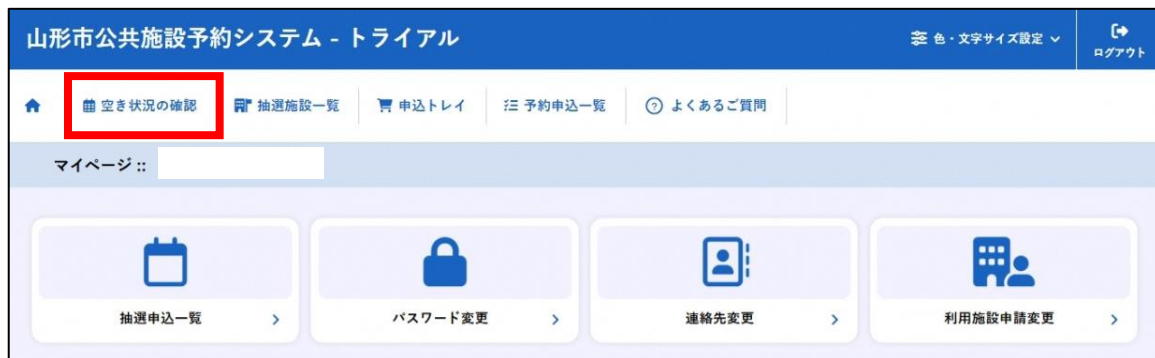 山形市公共施設予約システム - トライアル
色・文字サイズ設定
ログアウト
空き状況の確認
抽選施設一覧
申込トレイ
予約申込一覧
よくあるご質問
マイページ ::
抽選申込一覧
パスワード変更
連絡先変更
利用施設申請変更